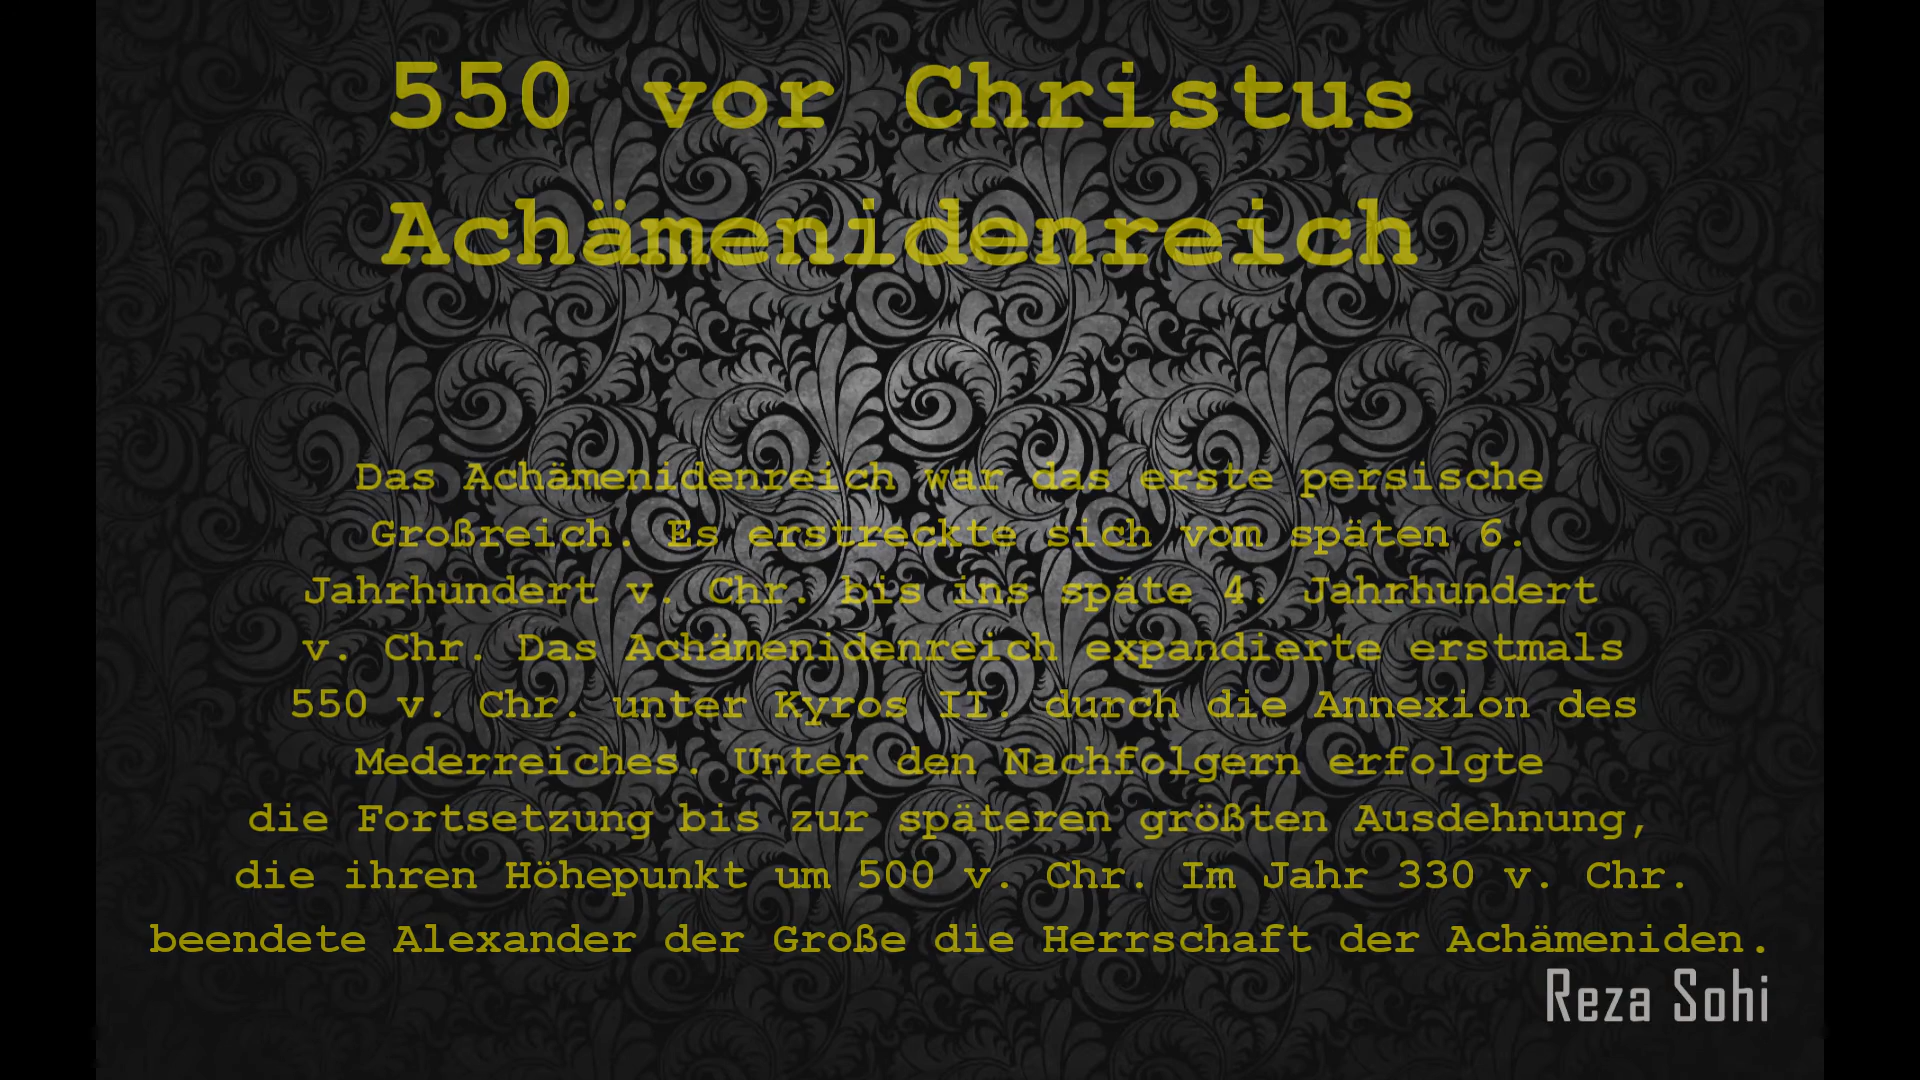 550 vor Christus
Achämenidenreich
Das Achämenidenreich war das erste persische
Großreich. Es erstreckte sich vom späten 6.
Jahrhundert v. Chr. bis ins späte 4. Jahrhundert
v. Chr. Das Achämenidenreich expandierte erstmals
550 v. Chr. unter Kyros II. durch die Annexion des
Mederreiches. Unter den Nachfolgern erfolgte
die Fortsetzung bis zur späteren größten Ausdehnung,
die ihren Höhepunkt um 500 v. Chr. Im Jahr 330 v. Chr.
beendete Alexander der Große die Herrschaft der Achämeniden.
Reza Sohi